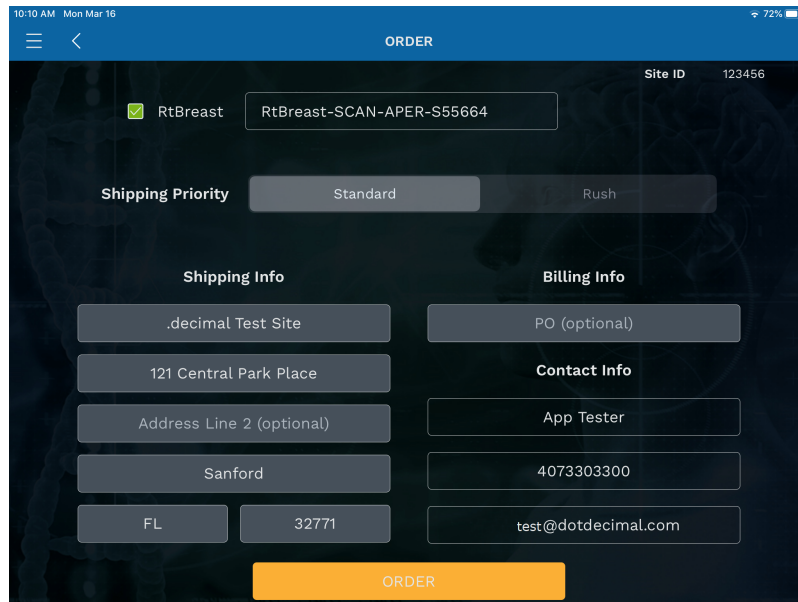 10:10 AM Mon Mar 16 72%
ORDER
Site ID 123456
RtBreast RtBreast-SCAN-APER-S55664
Shipping Priority Standard Rush
Shipping Info
.decimal Test Site
121 Central Park Place
Address Line 2 (optional)
Sanford
FL 32771
Billing Info
PO (optional)
Contact Info
App Tester
4073303300
test@dotdecimal.com
ORDER